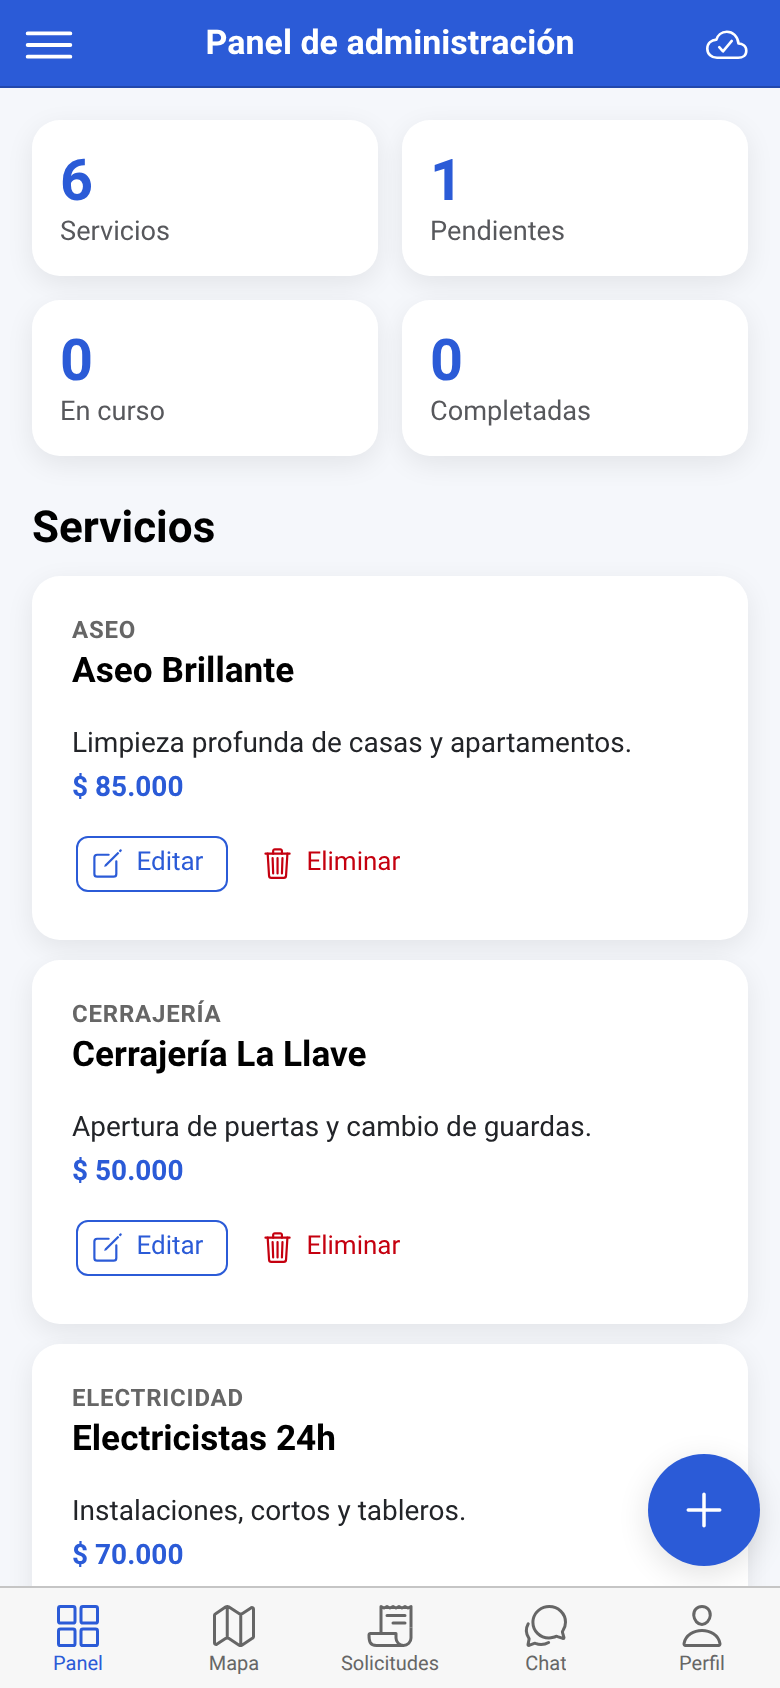 Panel de administración
6
Servicios
1
Pendientes
0
En curso
0
Completadas
Servicios
ASEO
Aseo Brillante
Limpieza profunda de casas y apartamentos.
$ 85.000
Editar
Eliminar
CERRAJERÍA
Cerrajería La Llave
Apertura de puertas y cambio de guardas.
$ 50.000
Editar
Eliminar
ELECTRICIDAD
Electricistas 24h
Instalaciones, cortos y tableros.
$ 70.000
Panel
Mapa
Solicitudes
Chat
Perfil